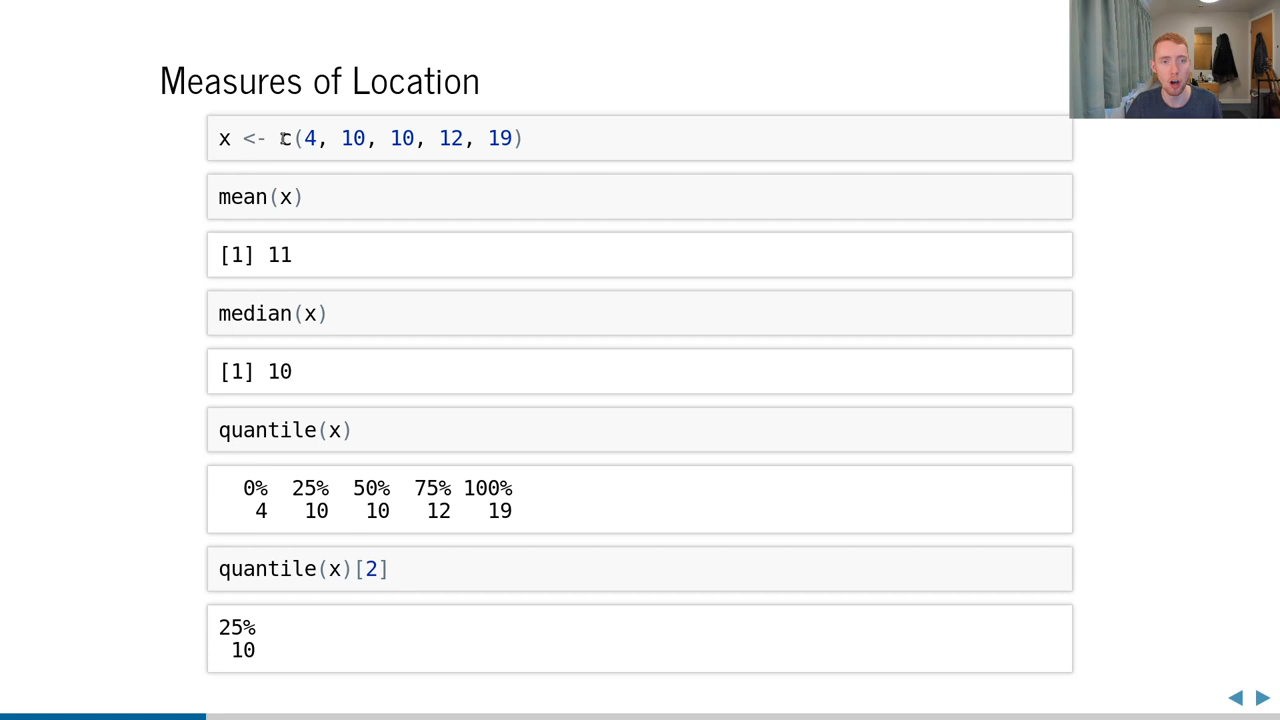 Measures of Location
x <- c(4, 10, 10, 12, 19)
mean(x)
[1] 11
median(x)
[1] 10
quantile(x)
0% 25% 50% 75% 100%
4 10 10 12 19
quantile(x)[2]
25%
10